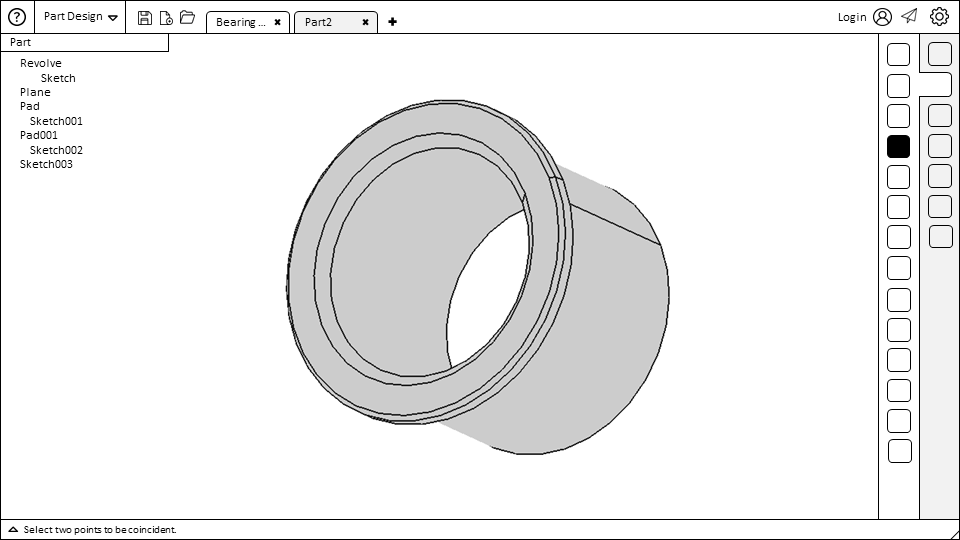 Part Design
Bearing ...
Part2
Login
Part
Revolve
Sketch
Plane
Pad
Sketch001
Pad001
Sketch002
Sketch003
Select two points to be coincident.